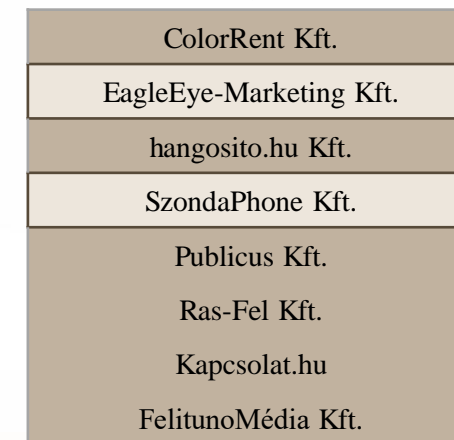 ColorRent Kft.
EagleEye-Marketing Kft.
hangosito.hu Kft.
SzondaPhone Kft.
Publicus Kft.
Ras-Fel Kft.
Kapcsolat.hu
FelitunoMédia Kft.